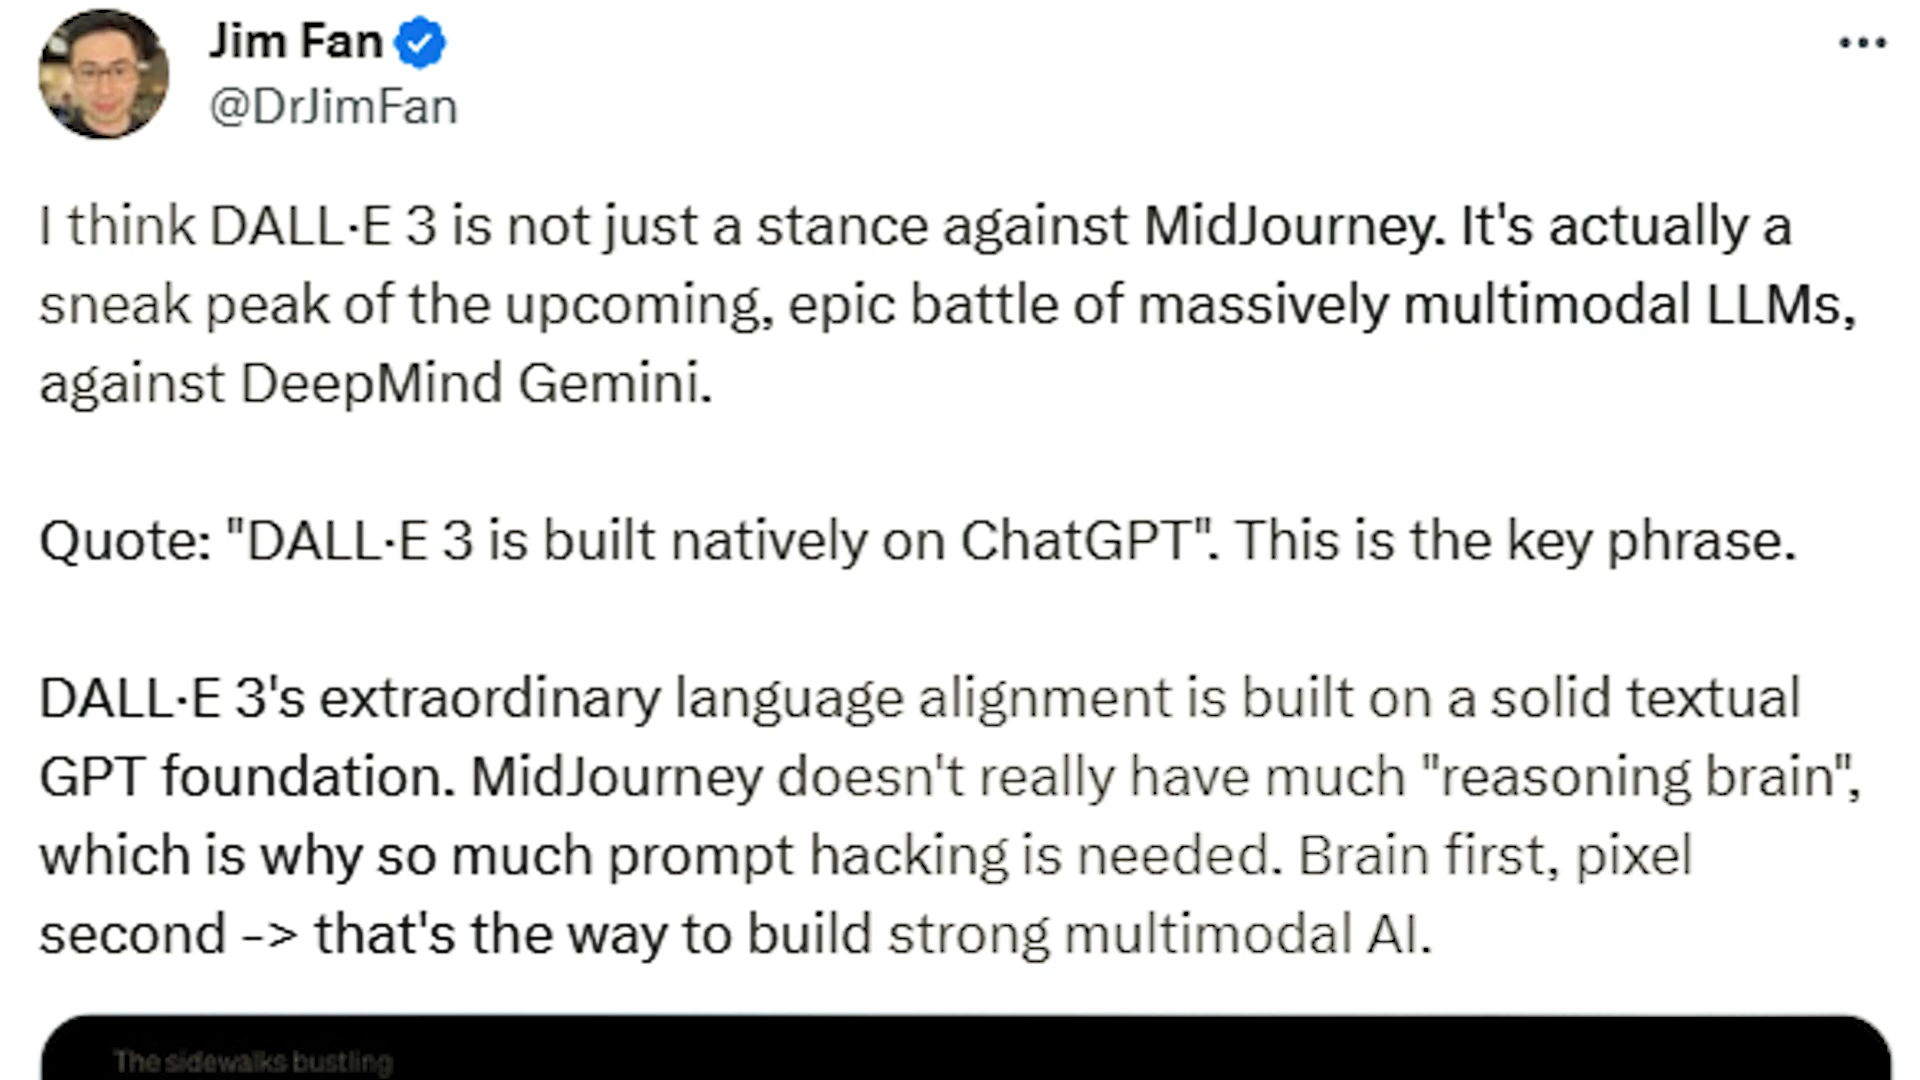 Jim Fan
@DrJimFan
I think DALL·E 3 is not just a stance against MidJourney. It's actually a
sneak peak of the upcoming, epic battle of massively multimodal LLMs,
against DeepMind Gemini.
Quote: "DALL·E 3 is built natively on ChatGPT". This is the key phrase.
DALL·E 3's extraordinary language alignment is built on a solid textual
GPT foundation. MidJourney doesn't really have much "reasoning brain",
which is why so much prompt hacking is needed. Brain first, pixel
second -> that's the way to build strong multimodal AI.
The sidewalks bustling